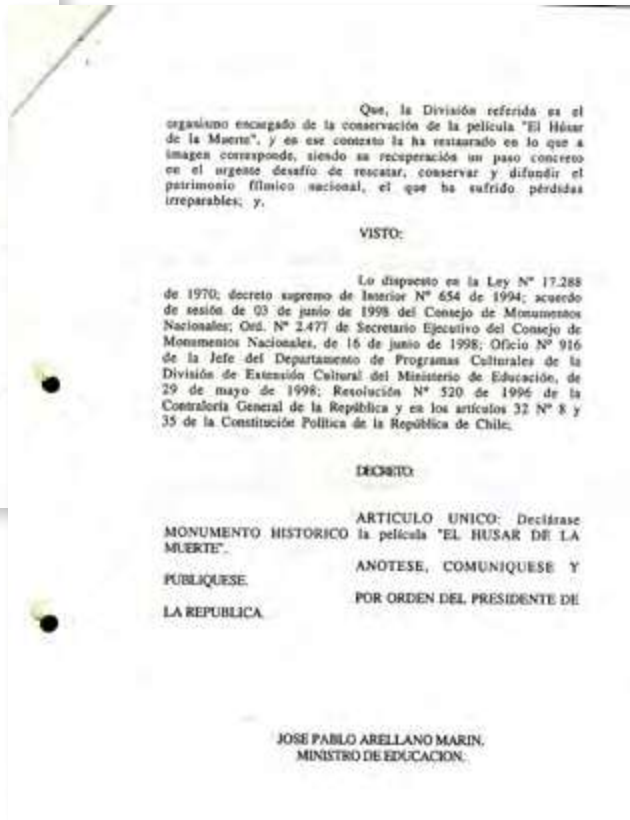 Que, la División referida es el
organismo encargado de la conservación de la película "El Húsar
de la Muerte", y en ese contexto la ha restaurado en lo que a
imagen corresponde, siendo su recuperación un paso concreto
en el urgente desafío de rescatar, conservar y difundir el
patrimonio fílmico nacional, el que ha sufrido pérdidas
irreparables; y,
VISTO:
Lo dispuesto en la Ley Nº 17.288
de 1970; decreto supremo de Interior Nº 654 de 1994; acuerdo
de sesión de 03 de junio de 1998 del Consejo de Monumentos
Nacionales; Ord. Nº 2.477 de Secretario Ejecutivo del Consejo de
Monumentos Nacionales, de 16 de junio de 1998; Oficio Nº 916
de la Jefe del Departamento de Programas Culturales de la
División de Extensión Cultural del Ministerio de Educación, de
29 de mayo de 1998; Resolución Nº 520 de 1996 de la
Contraloría General de la República y en los artículos 32 Nº 8 y
35 de la Constitución Política de la República de Chile;
DECRETO:
ARTICULO UNICO: Declárase
MONUMENTO HISTORICO la película "EL HUSAR DE LA
MUERTE".
ANOTESE, COMUNIQUESE Y
PUBLIQUESE.
POR ORDEN DEL PRESIDENTE DE
LA REPUBLICA.
JOSE PABLO ARELLANO MARIN.
MINISTRO DE EDUCACION.